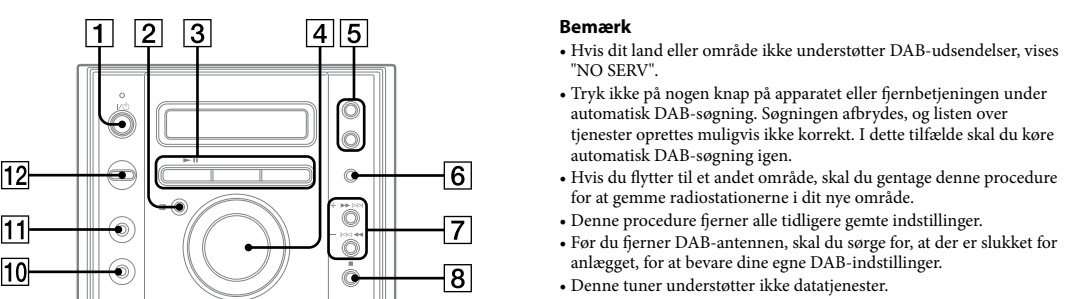 1 2 3 4 5
I/⏻
12
6
11
+
7
−
10
8
Bemærk
• Hvis dit land eller område ikke understøtter DAB-udsendelser, vises
"NO SERV".
• Tryk ikke på nogen knap på apparatet eller fjernbetjeningen under
automatisk DAB-søgning. Søgningen afbrydes, og listen over
tjenester oprettes muligvis ikke korrekt. I dette tilfælde skal du køre
automatisk DAB-søgning igen.
• Hvis du flytter til et andet område, skal du gentage denne procedure
for at gemme radiostationerne i dit nye område.
• Denne procedure fjerner alle tidligere gemte indstillinger.
• Før du fjerner DAB-antennen, skal du sørge for, at der er slukket for
anlægget, for at bevare dine egne DAB-indstillinger.
• Denne tuner understøtter ikke datatjenester.